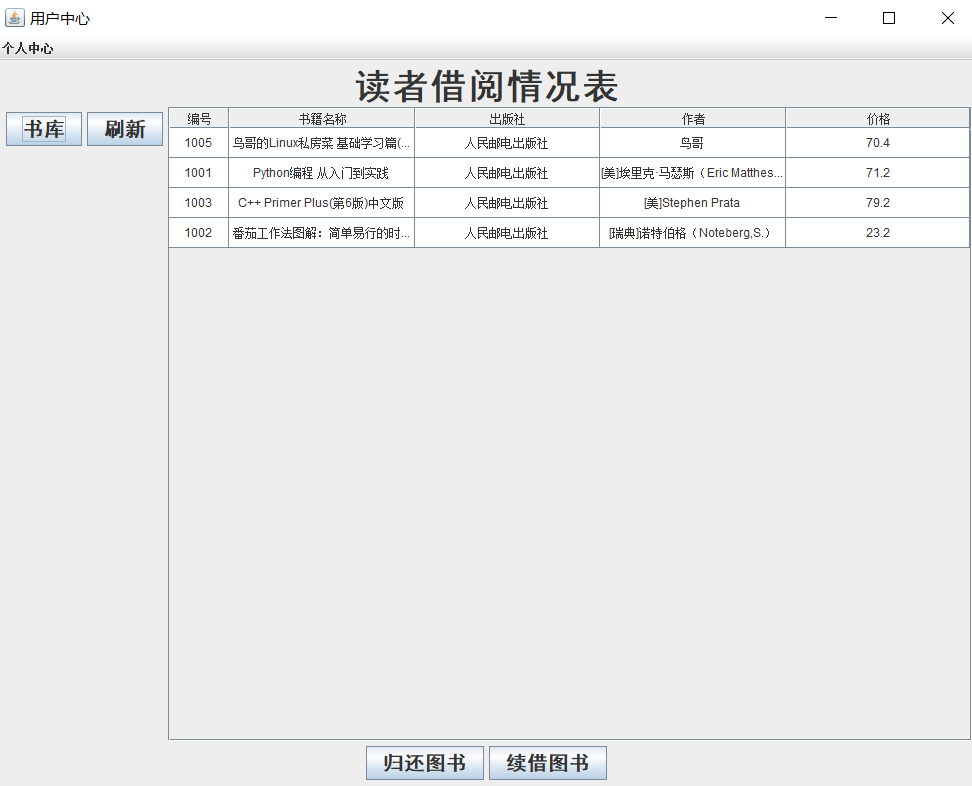 用户中心
个人中心
读者借阅情况表
书库 刷新
编号 书籍名称 出版社 作者 价格
1005 鸟哥的Linux私房菜 基础学习篇(... 人民邮电出版社 鸟哥 70.4
1001 Python编程 从入门到实践 人民邮电出版社 [美]埃里克·马瑟斯（Eric Matthes... 71.2
1003 C++ Primer Plus(第6版)中文版 人民邮电出版社 [美]Stephen Prata 79.2
1002 番茄工作法图解：简单易行的时... 人民邮电出版社 [瑞典]诺特伯格（Noteberg,S.） 23.2
归还图书 续借图书